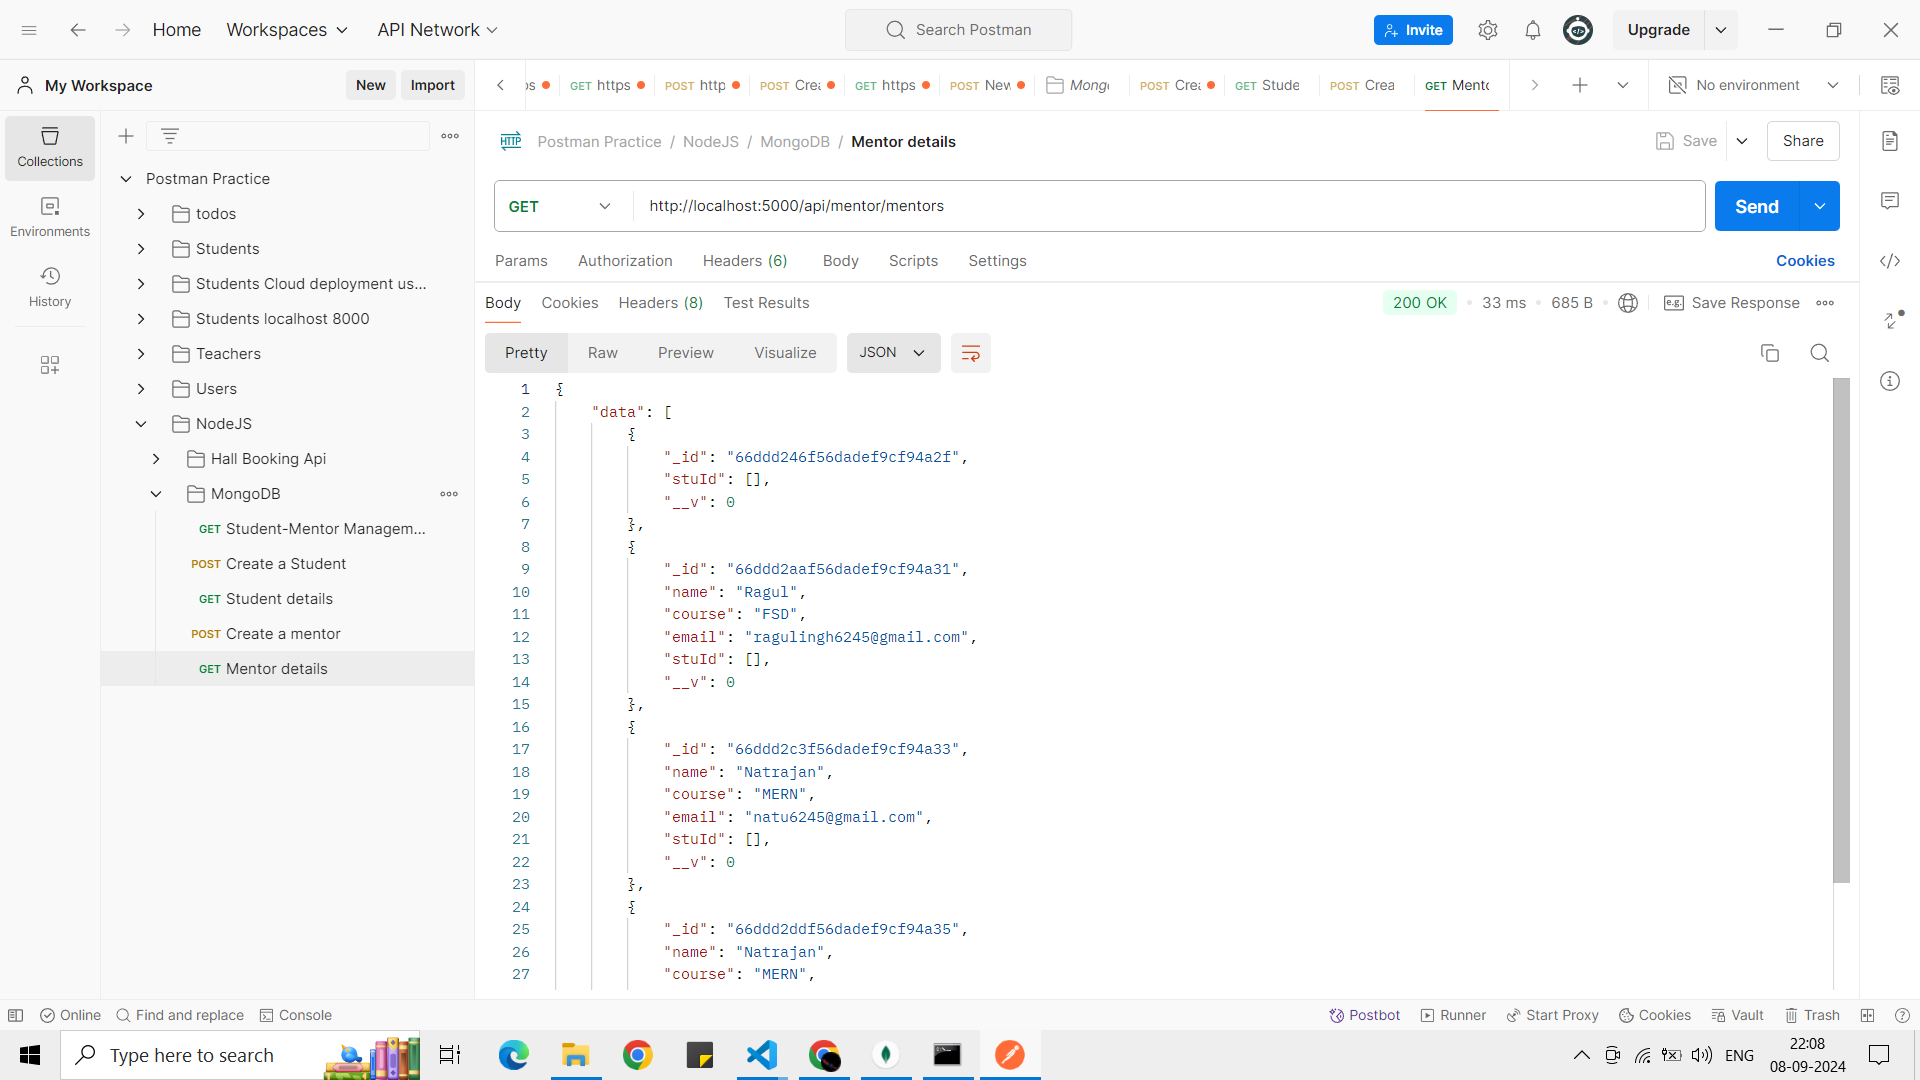 Home Workspaces API Network Search Postman Invite Upgrade
My Workspace New Import
GET https POST http POST Crea GET https POST New Mongo POST Crea GET Stude POST Crea GET Mento No environment
Collections
Environments
History
Postman Practice
todos
Students
Students Cloud deployment us...
Students localhost 8000
Teachers
Users
NodeJS
Hall Booking Api
MongoDB
GET Student-Mentor Managem...
POST Create a Student
GET Student details
POST Create a mentor
GET Mentor details
HTTP Postman Practice / NodeJS / MongoDB / Mentor details Save Share
GET http://localhost:5000/api/mentor/mentors Send
Params Authorization Headers (6) Body Scripts Settings Cookies
Body Cookies Headers (8) Test Results 200 OK 33 ms 685 B e.g. Save Response
Pretty Raw Preview Visualize JSON
1 {
2 "data": [
3 {
4 "_id": "66ddd246f56dadef9cf94a2f",
5 "stuId": [],
6 "__v": 0
7 },
8 {
9 "_id": "66ddd2aaf56dadef9cf94a31",
10 "name": "Ragul",
11 "course": "FSD",
12 "email": "ragulingh6245@gmail.com",
13 "stuId": [],
14 "__v": 0
15 },
16 {
17 "_id": "66ddd2c3f56dadef9cf94a33",
18 "name": "Natrajan",
19 "course": "MERN",
20 "email": "natu6245@gmail.com",
21 "stuId": [],
22 "__v": 0
23 },
24 {
25 "_id": "66ddd2ddf56dadef9cf94a35",
26 "name": "Natrajan",
27 "course": "MERN",
Online Find and replace Console Postbot Runner Start Proxy Cookies Vault Trash
Type here to search ENG 22:08
08-09-2024